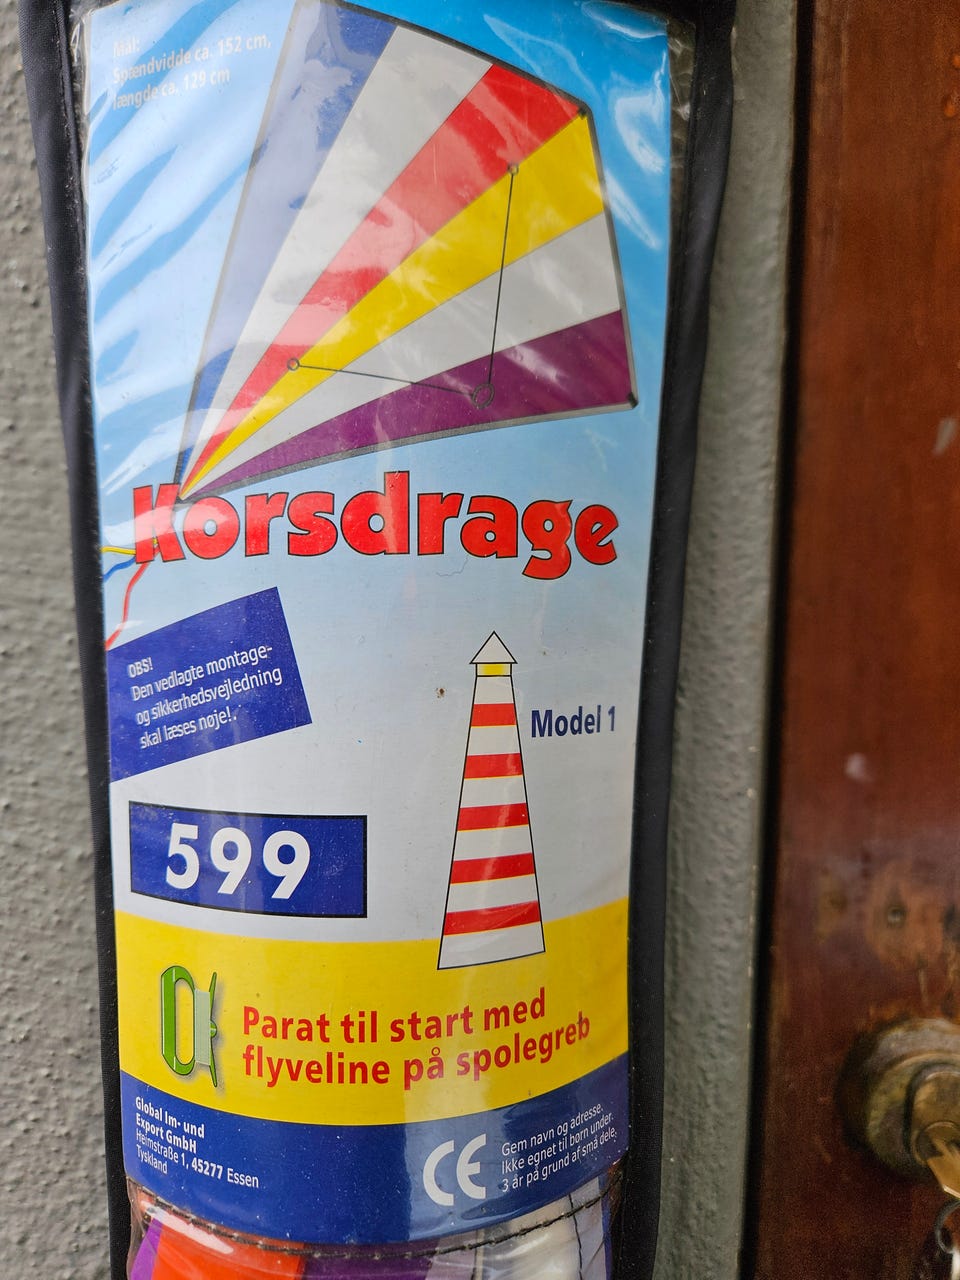 Mål:
Spændvidde ca. 152 cm,
længde ca. 129 cm
Korsdrage
OBS!
Den vedlagte montage-
og sikkerhedsvejledning
skal læses nøje!.
Model 1
599
Parat til start med
flyveline på spolegreb
Global Im- und
Export GmbH
Heimstraße 1, 45277 Essen
Tyskland
CE
Gem navn og adresse.
Ikke egnet til børn under
3 år på grund af små dele.